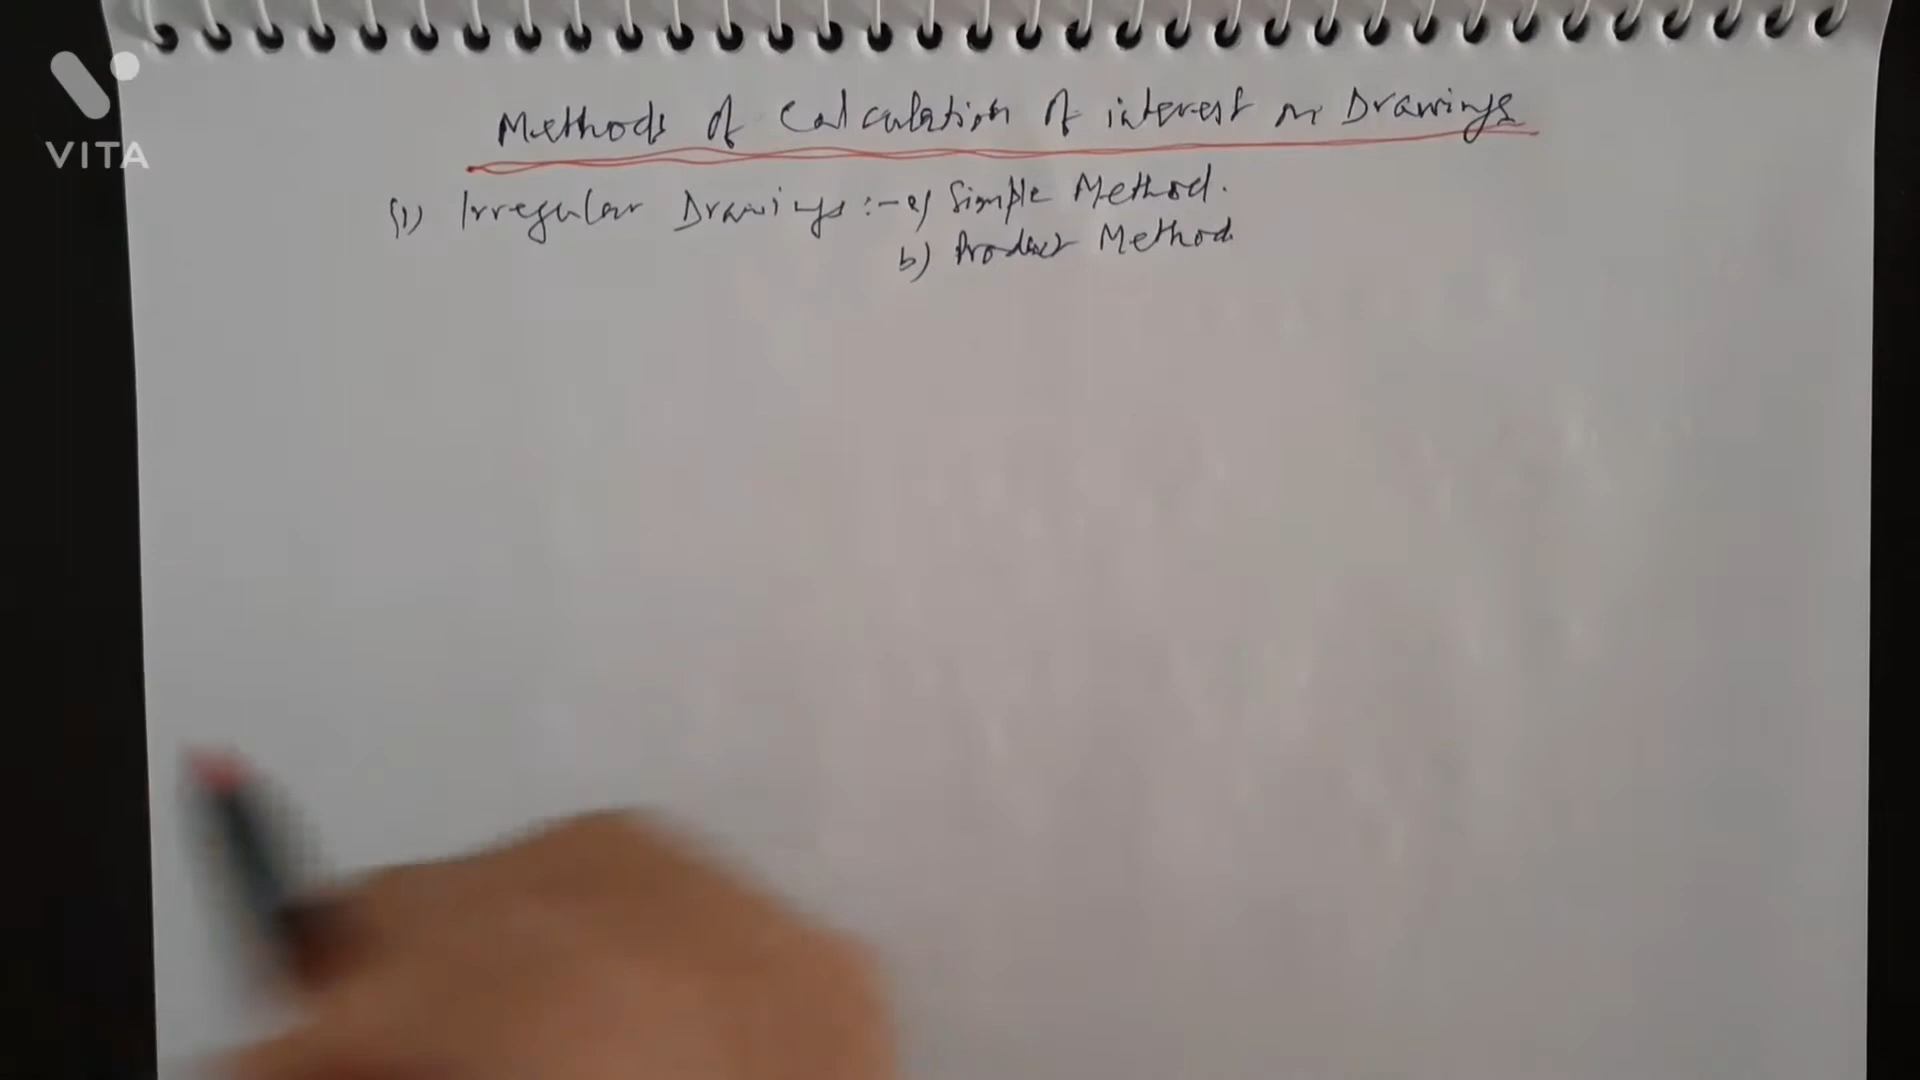 VITA
Methods of Calculation of interest on Drawings
(1) Irregular Drawings :- a) Simple Method.
b) Product Method